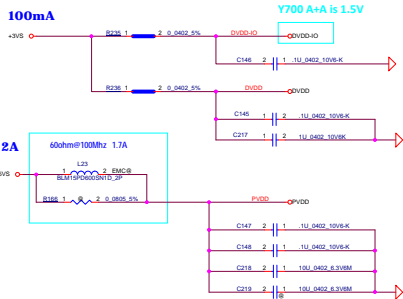 Y700 A+A is 1.5V
100mA
+3VS
R235 1 2 0_0402_5% DVDD-IO DVDD-IO
C146 2 1 .1U_0402_10V6-K
R236 1 2 0_0402_5% DVDD DVDD
C145 2 1 .1U_0402_10V6-K
C217 1 2 .1U_0402_10V6-K
2A
60ohm@100Mhz 1.7A
L23
5VS 1 2 EMC@
BLM15PD600SN1D_2P
R166 1 @ 2 0_0805_5% PVDD PVDD
C147 2 1 .1U_0402_10V6-K
C148 2 1 .1U_0402_10V6-K
C218 2 1 10U_0402_6.3V6M
C219 2 1 10U_0402_6.3V6M
@